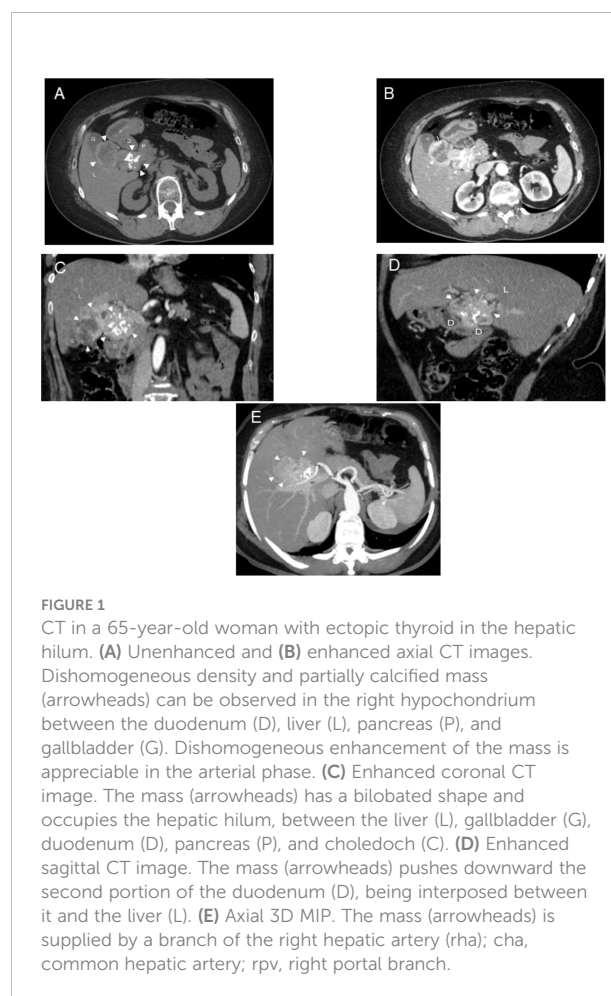 A
G
D
L
B
C
L
G
D
L
D
D
E
FIGURE 1
CT in a 65-year-old woman with ectopic thyroid in the hepatic
hilum. (A) Unenhanced and (B) enhanced axial CT images.
Dishomogeneous density and partially calcified mass
(arrowheads) can be observed in the right hypochondrium
between the duodenum (D), liver (L), pancreas (P), and
gallbladder (G). Dishomogeneous enhancement of the mass is
appreciable in the arterial phase. (C) Enhanced coronal CT
image. The mass (arrowheads) has a bilobated shape and
occupies the hepatic hilum, between the liver (L), gallbladder (G),
duodenum (D), pancreas (P), and choledoch (C). (D) Enhanced
sagittal CT image. The mass (arrowheads) pushes downward the
second portion of the duodenum (D), being interposed between
it and the liver (L). (E) Axial 3D MIP. The mass (arrowheads) is
supplied by a branch of the right hepatic artery (rha); cha,
common hepatic artery; rpv, right portal branch.